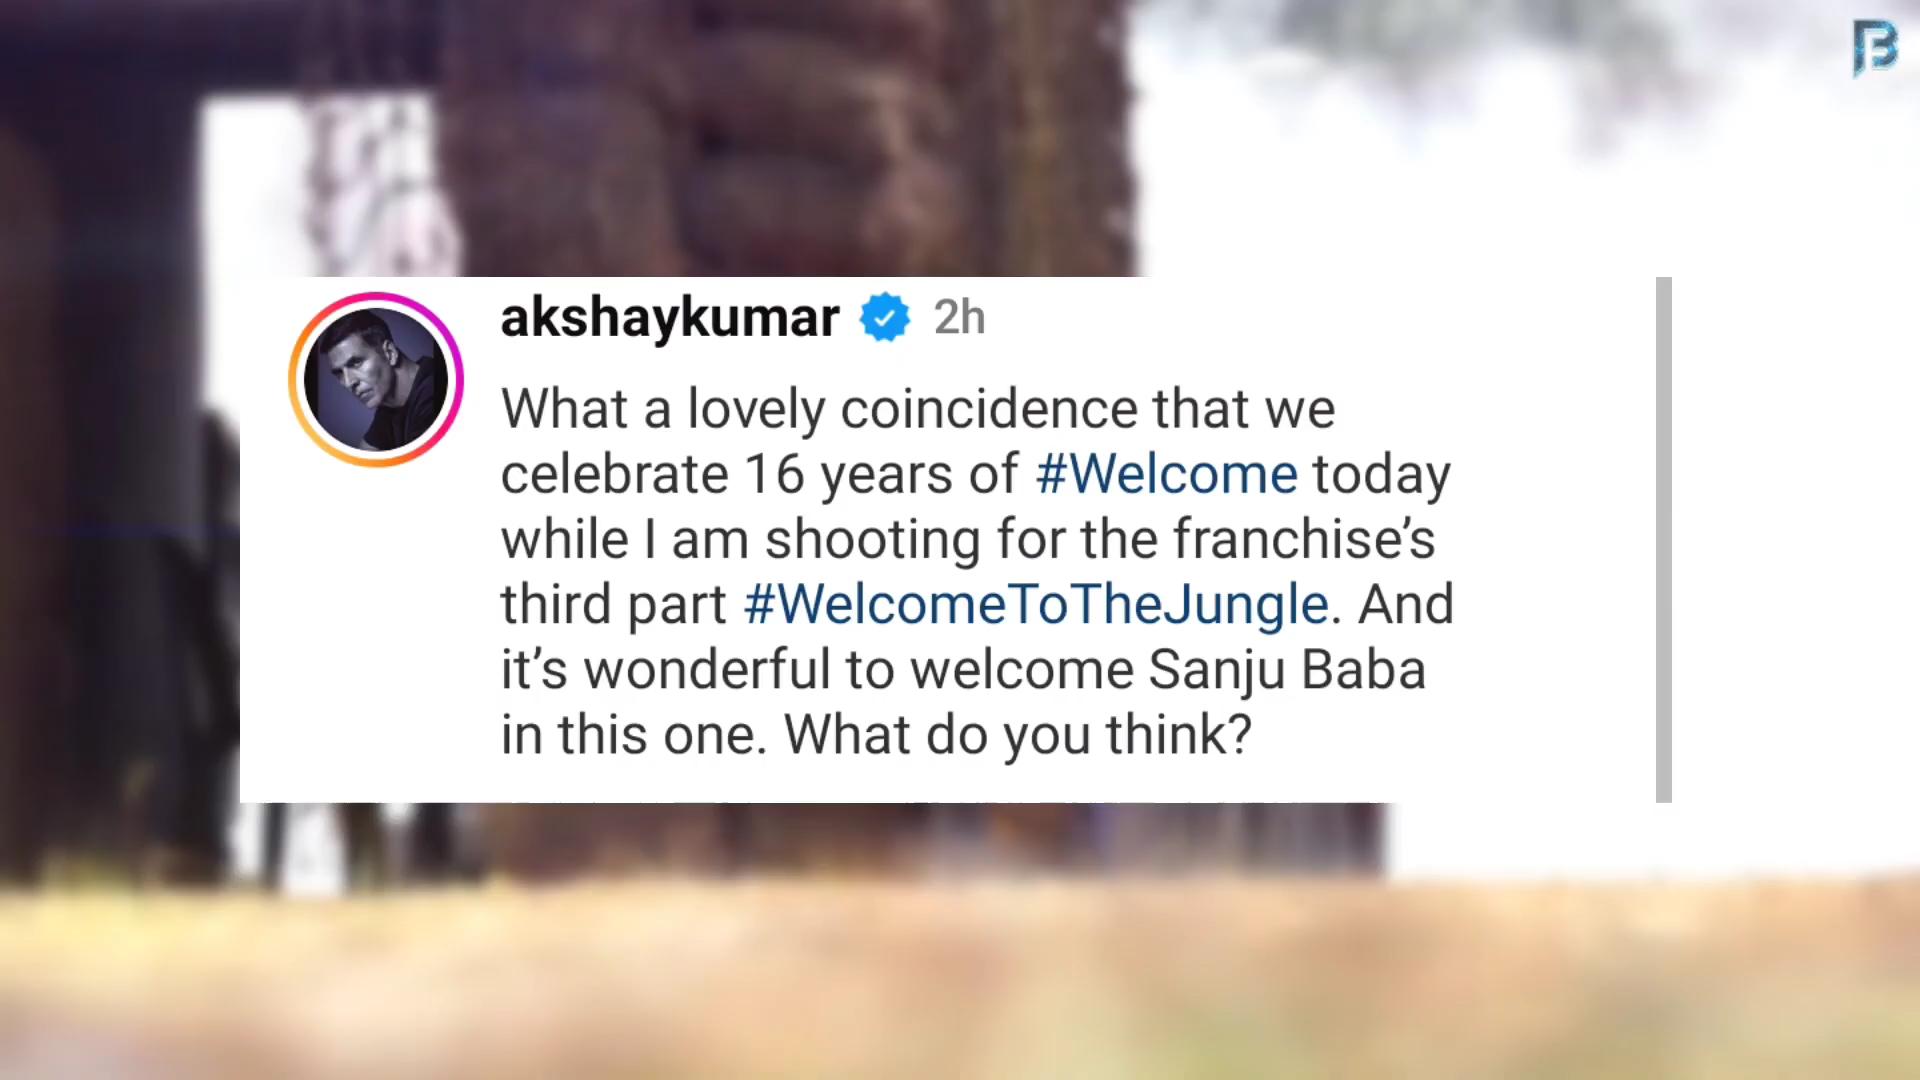 akshaykumar 2h
What a lovely coincidence that we
celebrate 16 years of #Welcome today
while I am shooting for the franchise’s
third part #WelcomeToTheJungle. And
it’s wonderful to welcome Sanju Baba
in this one. What do you think?